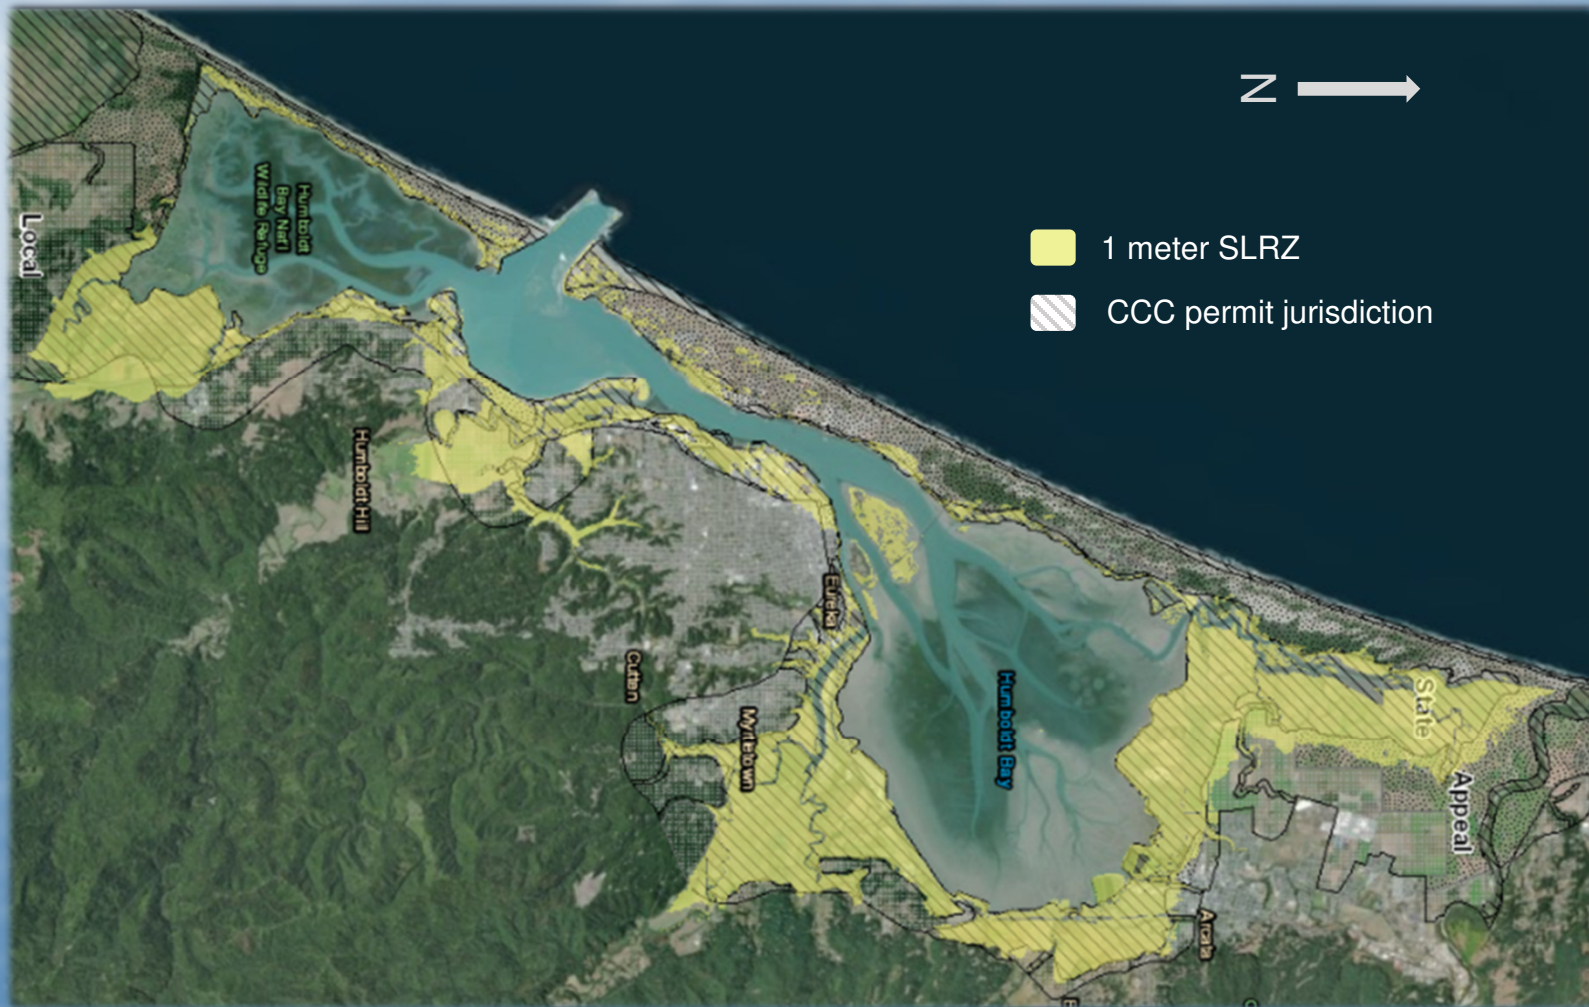 N
1 meter SLRZ
CCC permit jurisdiction
Humboldt
Bay Nat'l
Wildlife Refuge
Local
Humboldt Hill
Eureka
Cutten
Myrtletown
Humboldt Bay
State
Appeal
Arcata